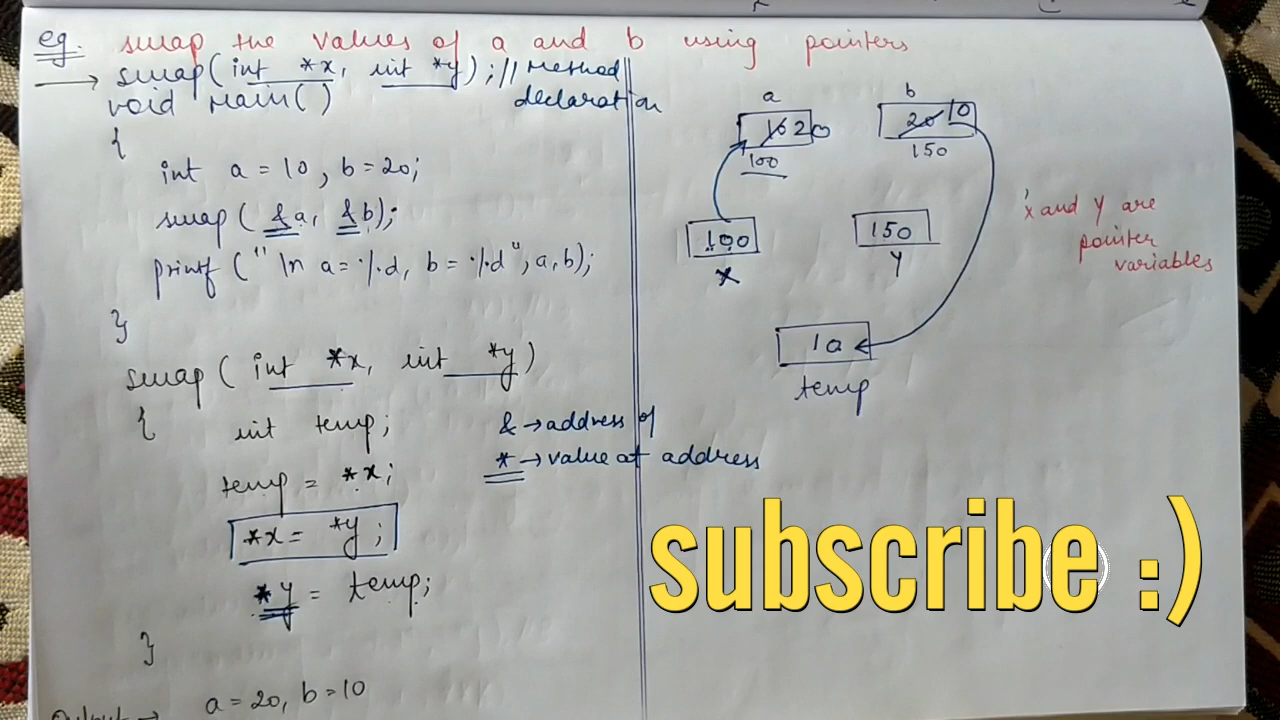 eg. swap the values of a and b using pointers
→ swap( int *x, int *y) ; // Method declaration
void Main()
{
int a = 10 , b = 20;
swap( &a, &b);
printf ("\n a = %d, b = %d", a, b);
}
swap ( int *x, int *y)
{ int temp;
temp = *x;
*x = *y ;
*y = temp;
}
& → address of
* → value at address
Output → a = 20, b = 10
a
10 20
100
b
20 10
150
100
x
150
y
10
temp
x and y are
pointer
variables
subscribe :)